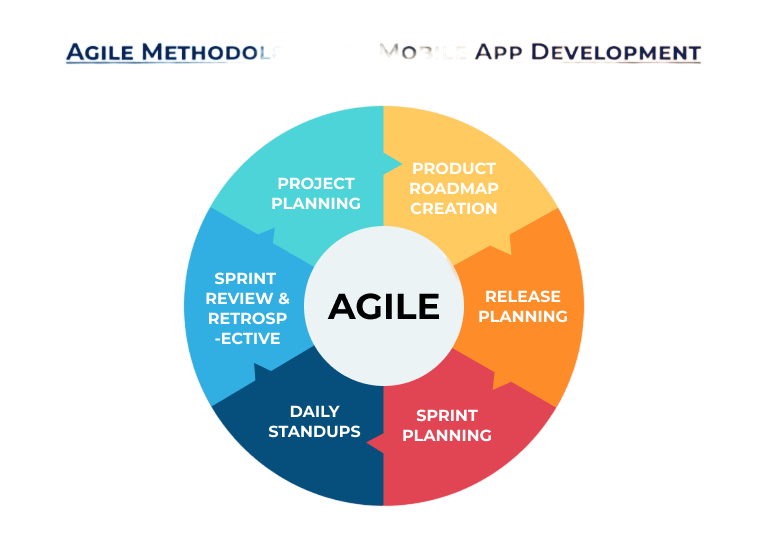 Agile
App Development
PROJECT
PLANNING
PRODUCT
ROADMAP
CREATION
RELEASE
PLANNING
SPRINT
PLANNING
DAILY
STANDUPS
SPRINT
REVIEW &
RETROSP
-ECTIVE
AGILE